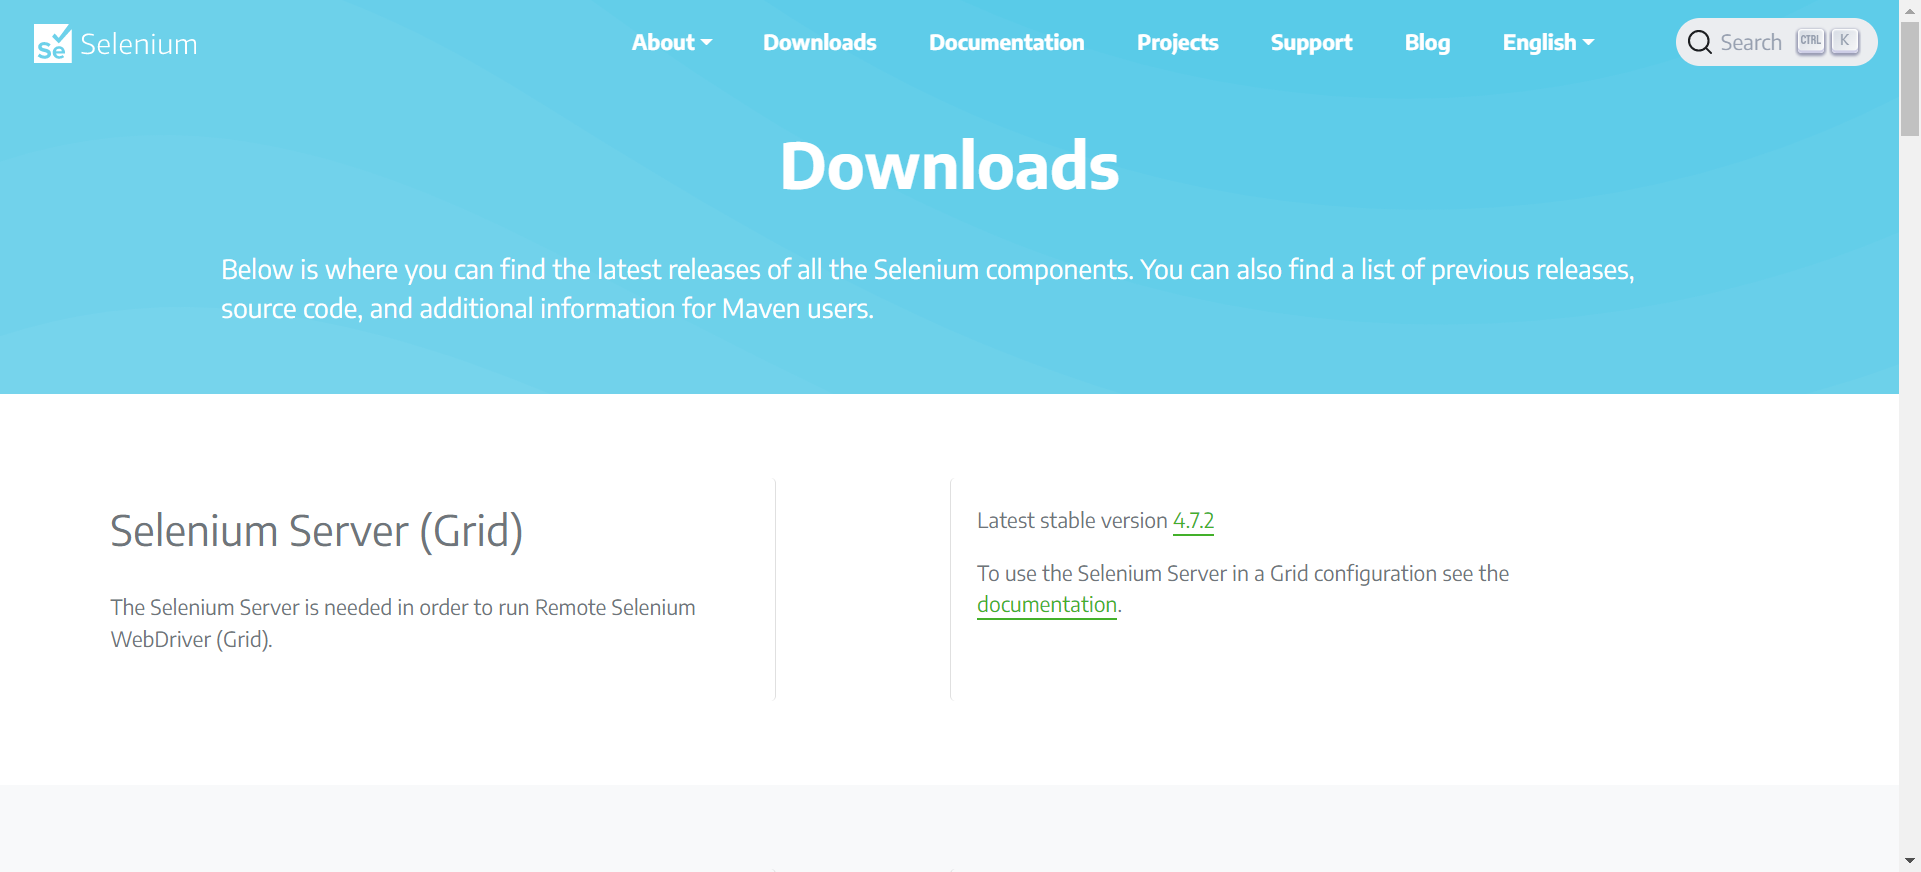 Se Selenium
About Downloads Documentation Projects Support Blog English Search CTRL K
Downloads
Below is where you can find the latest releases of all the Selenium components. You can also find a list of previous releases,
source code, and additional information for Maven users.
Selenium Server (Grid)
The Selenium Server is needed in order to run Remote Selenium
WebDriver (Grid).
Latest stable version 4.7.2
To use the Selenium Server in a Grid configuration see the
documentation.